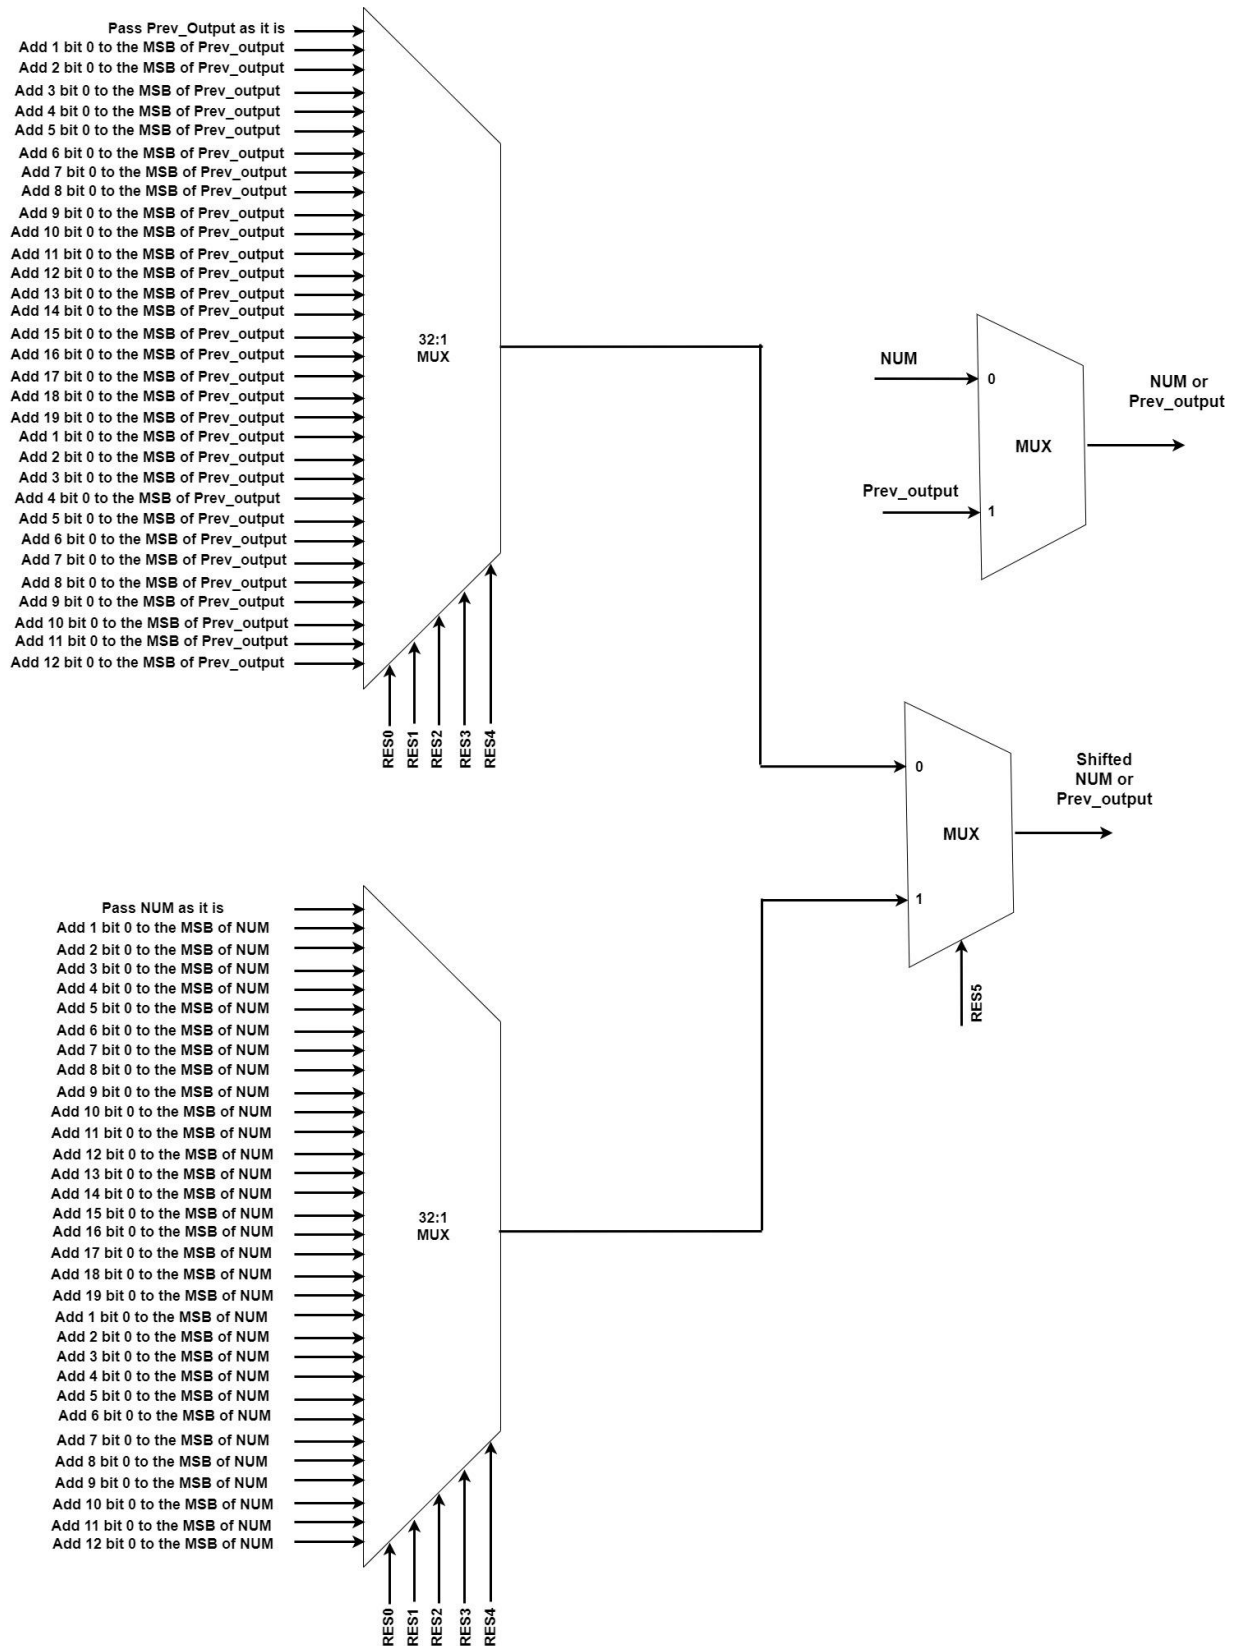 Pass Prev_Output as it is
Add 1 bit 0 to the MSB of Prev_output
Add 2 bit 0 to the MSB of Prev_output
Add 3 bit 0 to the MSB of Prev_output
Add 4 bit 0 to the MSB of Prev_output
Add 5 bit 0 to the MSB of Prev_output
Add 6 bit 0 to the MSB of Prev_output
Add 7 bit 0 to the MSB of Prev_output
Add 8 bit 0 to the MSB of Prev_output
Add 9 bit 0 to the MSB of Prev_output
Add 10 bit 0 to the MSB of Prev_output
Add 11 bit 0 to the MSB of Prev_output
Add 12 bit 0 to the MSB of Prev_output
Add 13 bit 0 to the MSB of Prev_output
Add 14 bit 0 to the MSB of Prev_output
Add 15 bit 0 to the MSB of Prev_output
Add 16 bit 0 to the MSB of Prev_output
Add 17 bit 0 to the MSB of Prev_output
Add 18 bit 0 to the MSB of Prev_output
Add 19 bit 0 to the MSB of Prev_output
Add 1 bit 0 to the MSB of Prev_output
Add 2 bit 0 to the MSB of Prev_output
Add 3 bit 0 to the MSB of Prev_output
Add 4 bit 0 to the MSB of Prev_output
Add 5 bit 0 to the MSB of Prev_output
Add 6 bit 0 to the MSB of Prev_output
Add 7 bit 0 to the MSB of Prev_output
Add 8 bit 0 to the MSB of Prev_output
Add 9 bit 0 to the MSB of Prev_output
Add 10 bit 0 to the MSB of Prev_output
Add 11 bit 0 to the MSB of Prev_output
Add 12 bit 0 to the MSB of Prev_output
32:1
MUX
RES0
RES1
RES2
RES3
RES4
NUM
0
Prev_output
1
MUX
NUM or
Prev_output
0
MUX
1
RES5
Shifted
NUM or
Prev_output
Pass NUM as it is
Add 1 bit 0 to the MSB of NUM
Add 2 bit 0 to the MSB of NUM
Add 3 bit 0 to the MSB of NUM
Add 4 bit 0 to the MSB of NUM
Add 5 bit 0 to the MSB of NUM
Add 6 bit 0 to the MSB of NUM
Add 7 bit 0 to the MSB of NUM
Add 8 bit 0 to the MSB of NUM
Add 9 bit 0 to the MSB of NUM
Add 10 bit 0 to the MSB of NUM
Add 11 bit 0 to the MSB of NUM
Add 12 bit 0 to the MSB of NUM
Add 13 bit 0 to the MSB of NUM
Add 14 bit 0 to the MSB of NUM
Add 15 bit 0 to the MSB of NUM
Add 16 bit 0 to the MSB of NUM
Add 17 bit 0 to the MSB of NUM
Add 18 bit 0 to the MSB of NUM
Add 19 bit 0 to the MSB of NUM
Add 1 bit 0 to the MSB of NUM
Add 2 bit 0 to the MSB of NUM
Add 3 bit 0 to the MSB of NUM
Add 4 bit 0 to the MSB of NUM
Add 5 bit 0 to the MSB of NUM
Add 6 bit 0 to the MSB of NUM
Add 7 bit 0 to the MSB of NUM
Add 8 bit 0 to the MSB of NUM
Add 9 bit 0 to the MSB of NUM
Add 10 bit 0 to the MSB of NUM
Add 11 bit 0 to the MSB of NUM
Add 12 bit 0 to the MSB of NUM
32:1
MUX
RES0
RES1
RES2
RES3
RES4